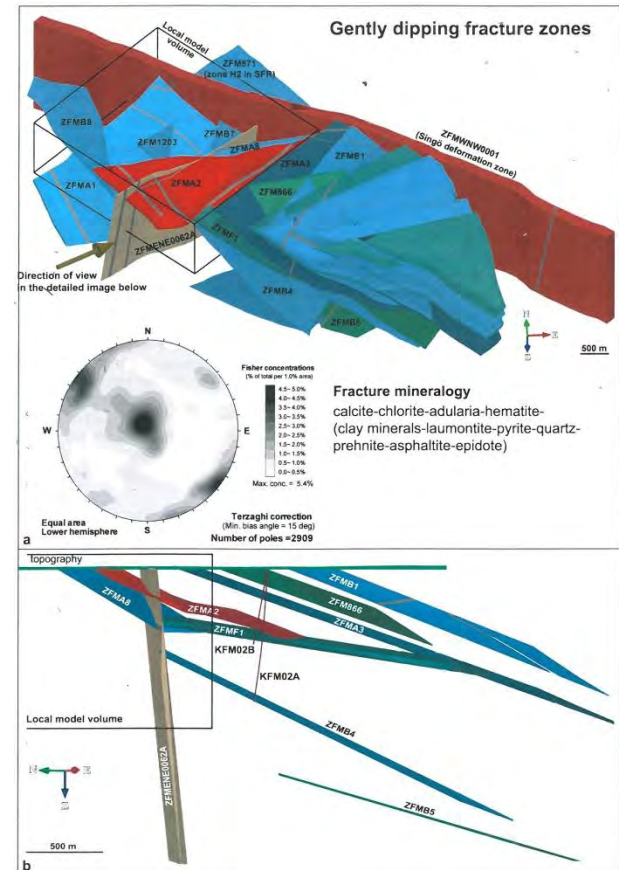 Gently dipping fracture zones
Local model
volume
ZFM871
(zone H2 in SFR)
ZFMB8
ZFM1203
ZFMB7
ZFMA8
ZFMWNW0001
(Singö deformation zone)
ZFMA3
ZFMB1
ZFMA1
ZFMA2
ZFM866
ZFMF1
ZFMENE0062A
Direction of view
in the detailed image below
ZFMB4
ZFMB5
500 m
N
Fisher concentrations
(% of total per 1.0% area)
4.5~5.0%
4.0~4.5%
3.5~4.0%
3.0~3.5%
2.5~3.0%
2.0~2.5%
1.5~2.0%
1.0~1.5%
0.5~1.0%
0.0~0.5%
Max. conc. = 5.4%
W
E
S
Fracture mineralogy
calcite-chlorite-adularia-hematite-
(clay minerals-laumontite-pyrite-quartz-
prehnite-asphaltite-epidote)
Equal area
Lower hemisphere
Terzaghi correction
(Min. bias angle = 15 deg)
Number of poles =2909
a
Topography
ZFMA8
ZFMA2
ZFMF1
ZFMB1
ZFM866
ZFMA3
KFM02B
KFM02A
Local model volume
ZFMENE0062A
ZFMB4
ZFMB5
500 m
b